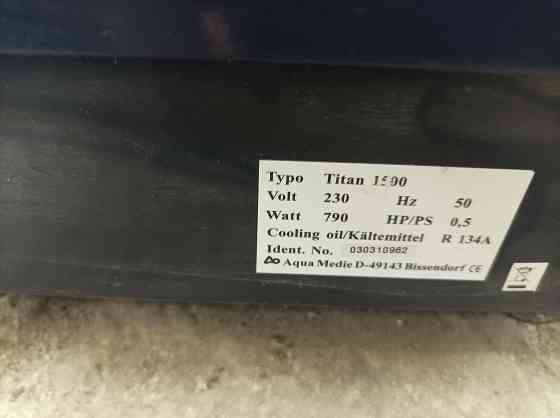 Typo Titan 1500
Volt 230 Hz 50
Watt 790 HP/PS 0,5
Cooling oil/Kältemittel R 134A
Ident. No. 030310962
Aqua Medic D-49143 Bissendorf CE